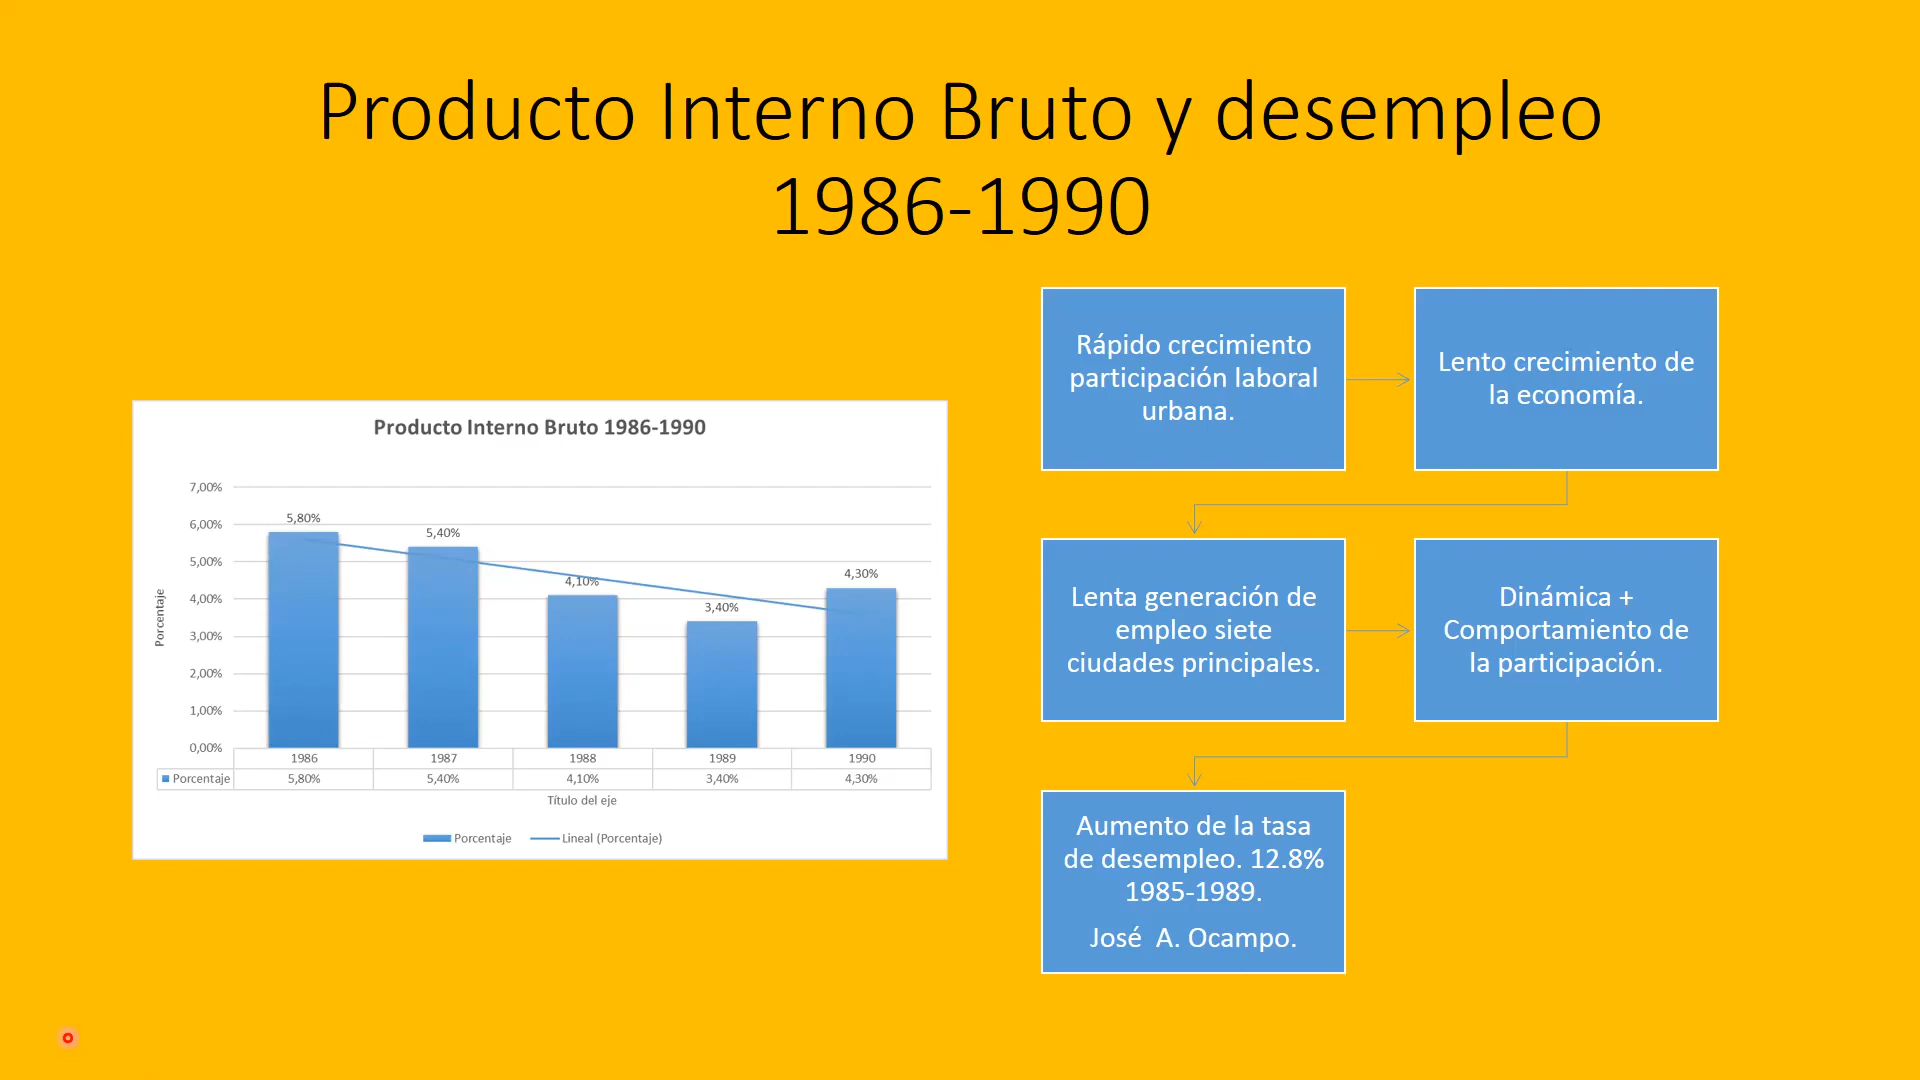 Producto Interno Bruto y desempleo
1986-1990
Producto Interno Bruto 1986-1990
Porcentaje
7,00%
6,00%
5,00%
4,00%
3,00%
2,00%
1,00%
0,00%
5,80%
5,40%
4,10%
3,40%
4,30%
1986 1987 1988 1989 1990
Porcentaje 5,80% 5,40% 4,10% 3,40% 4,30%
Título del eje
Porcentaje Lineal (Porcentaje)
Rápido crecimiento
participación laboral
urbana.
Lento crecimiento de
la economía.
Lenta generación de
empleo siete
ciudades principales.
Dinámica +
Comportamiento de
la participación.
Aumento de la tasa
de desempleo. 12.8%
1985-1989.
José A. Ocampo.